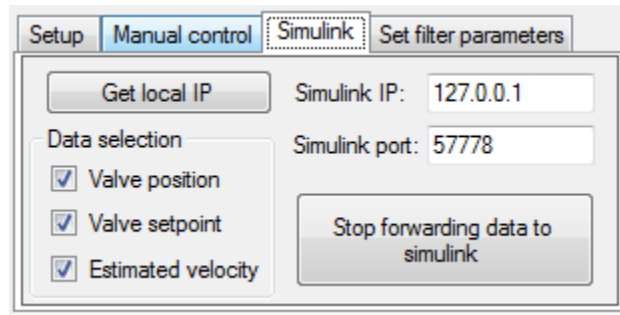 Setup Manual control Simulink Set filter parameters
Get local IP Simulink IP: 127.0.0.1
Data selection Simulink port: 57778
Valve position
Valve setpoint
Estimated velocity
Stop forwarding data to
simulink